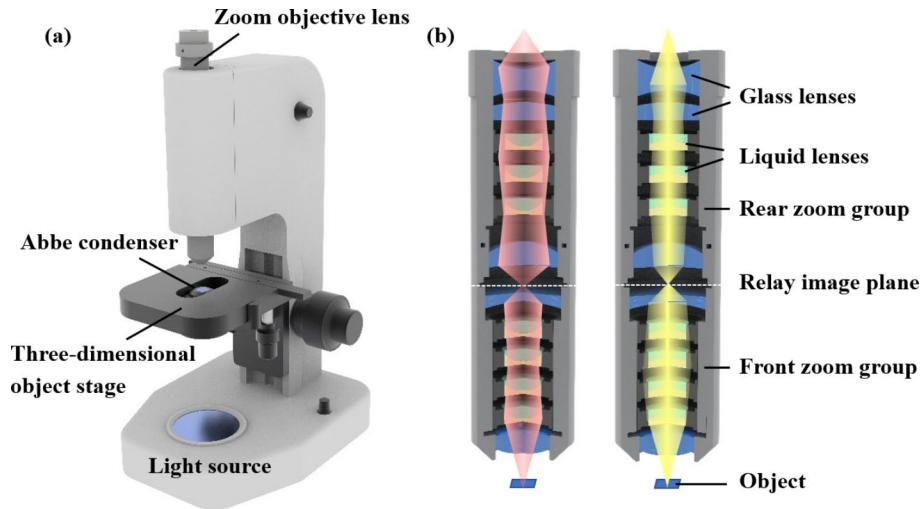 (a)
Zoom objective lens
Abbe condenser
Three-dimensional
object stage
Light source
(b)
Glass lenses
Liquid lenses
Rear zoom group
Relay image plane
Front zoom group
Object